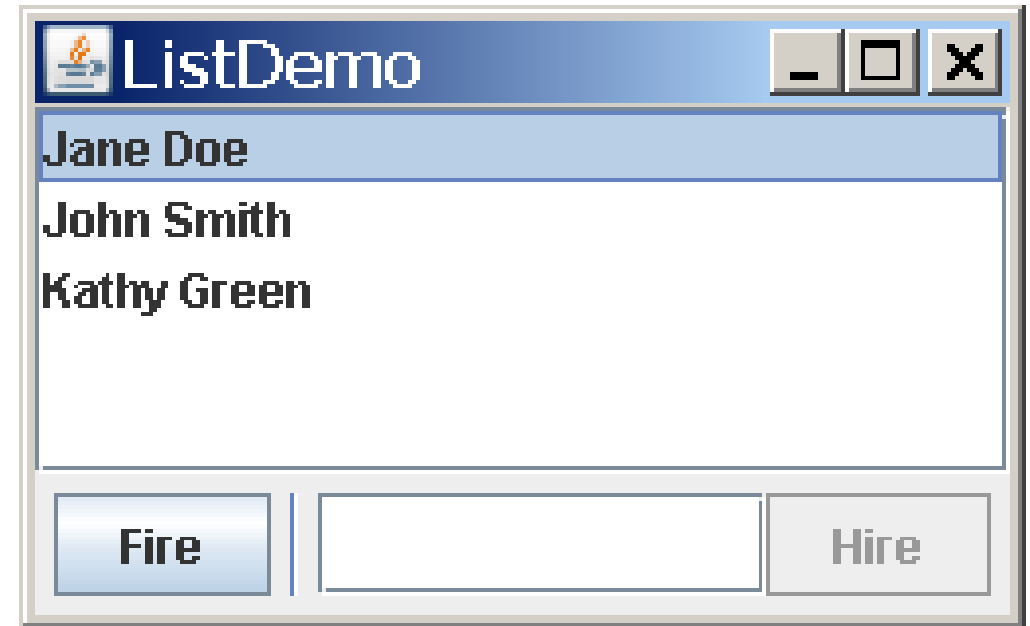 ListDemo
Jane Doe
John Smith
Kathy Green
Fire Hire